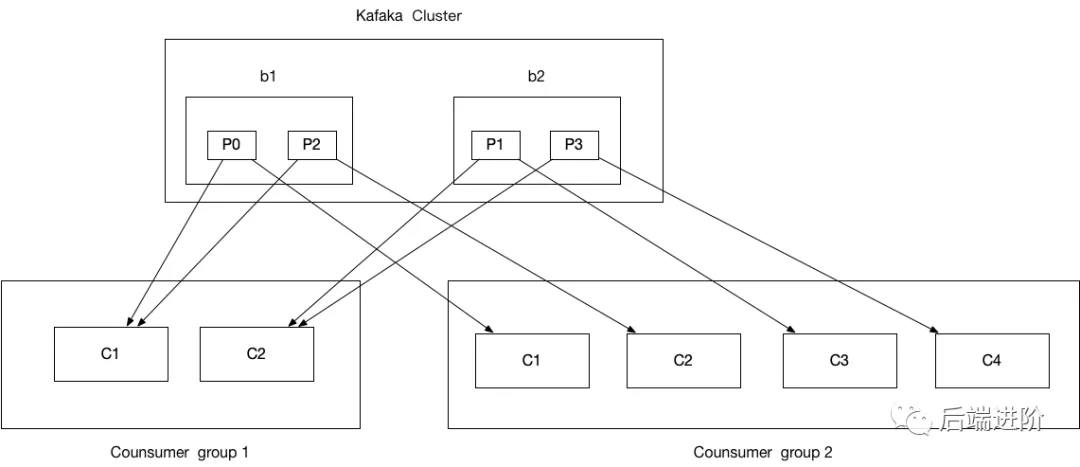 Kafaka Cluster
b1
b2
P0
P2
P1
P3
C1
C2
C1
C2
C3
C4
后端进阶
Counsumer group 1
Counsumer group 2